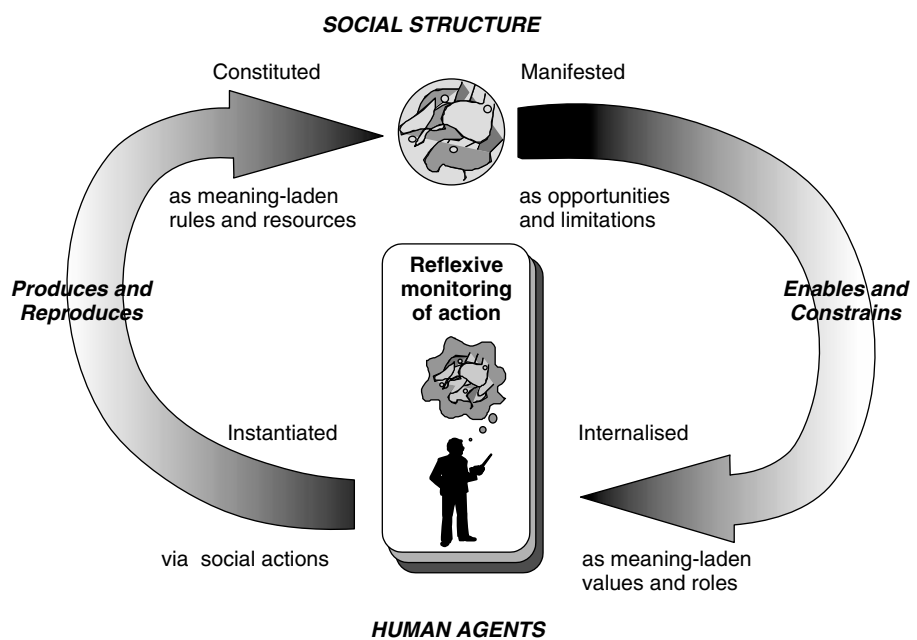 SOCIAL STRUCTURE
Constituted
Manifested
as meaning-laden
rules and resources
as opportunities
and limitations
Reflexive
monitoring
of action
Produces and
Reproduces
Enables and
Constrains
Instantiated
Internalised
via social actions
as meaning-laden
values and roles
HUMAN AGENTS